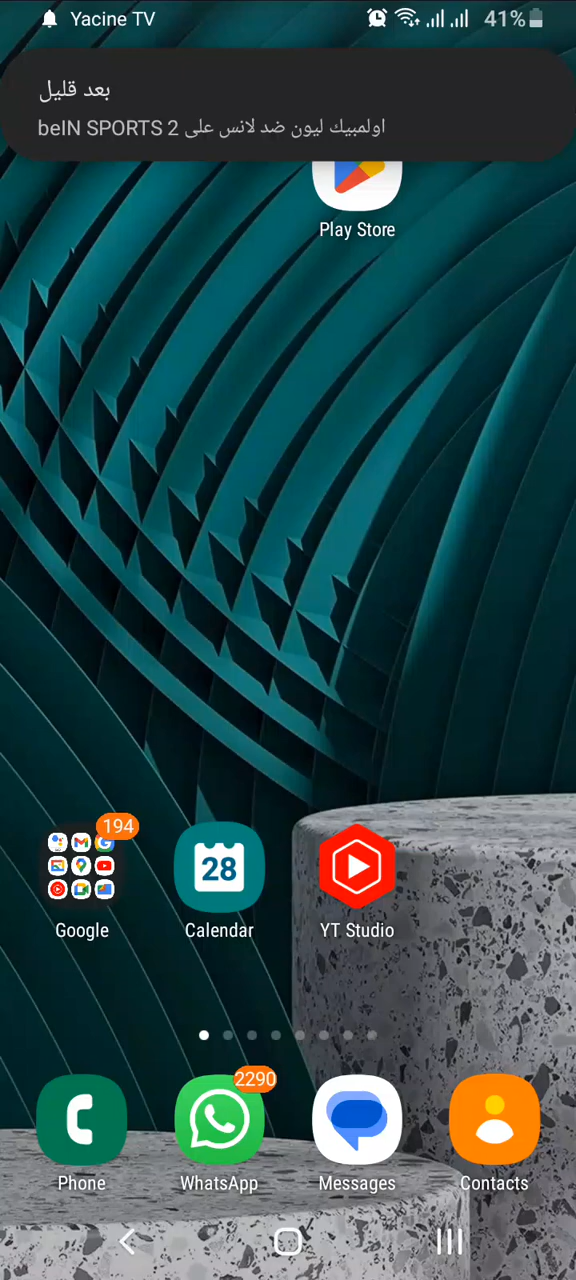 Yacine TV
41%
بعد قليل
اولمبيك ليون ضد لانس على beIN SPORTS 2
Play Store
194
28
Google
Calendar
YT Studio
2290
Phone
WhatsApp
Messages
Contacts